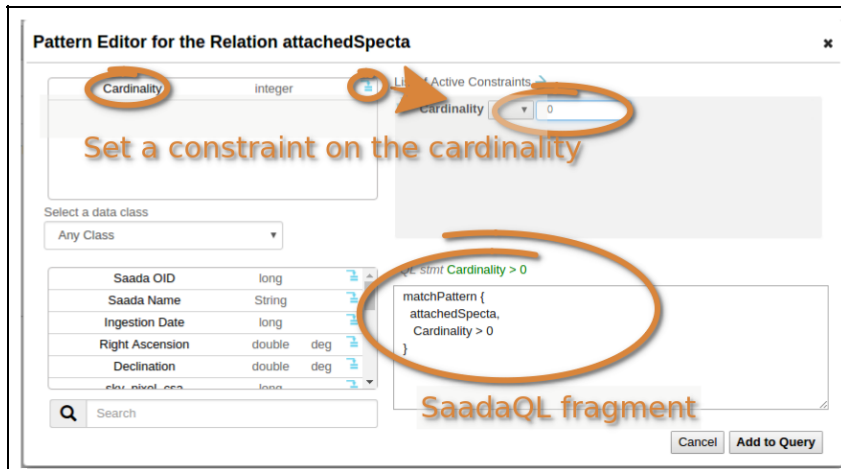 Pattern Editor for the Relation attachedSpecta ×
Cardinality integer
Active Constraints
Cardinality 0
Set a constraint on the cardinality
Select a data class
Any Class
Saada OID long
Saada Name String
Ingestion Date long
Right Ascension double deg
Declination double deg
long
QL stmt Cardinality > 0
matchPattern {
attachedSpecta,
Cardinality > 0
}
Search
SaadaQL fragment
Cancel Add to Query